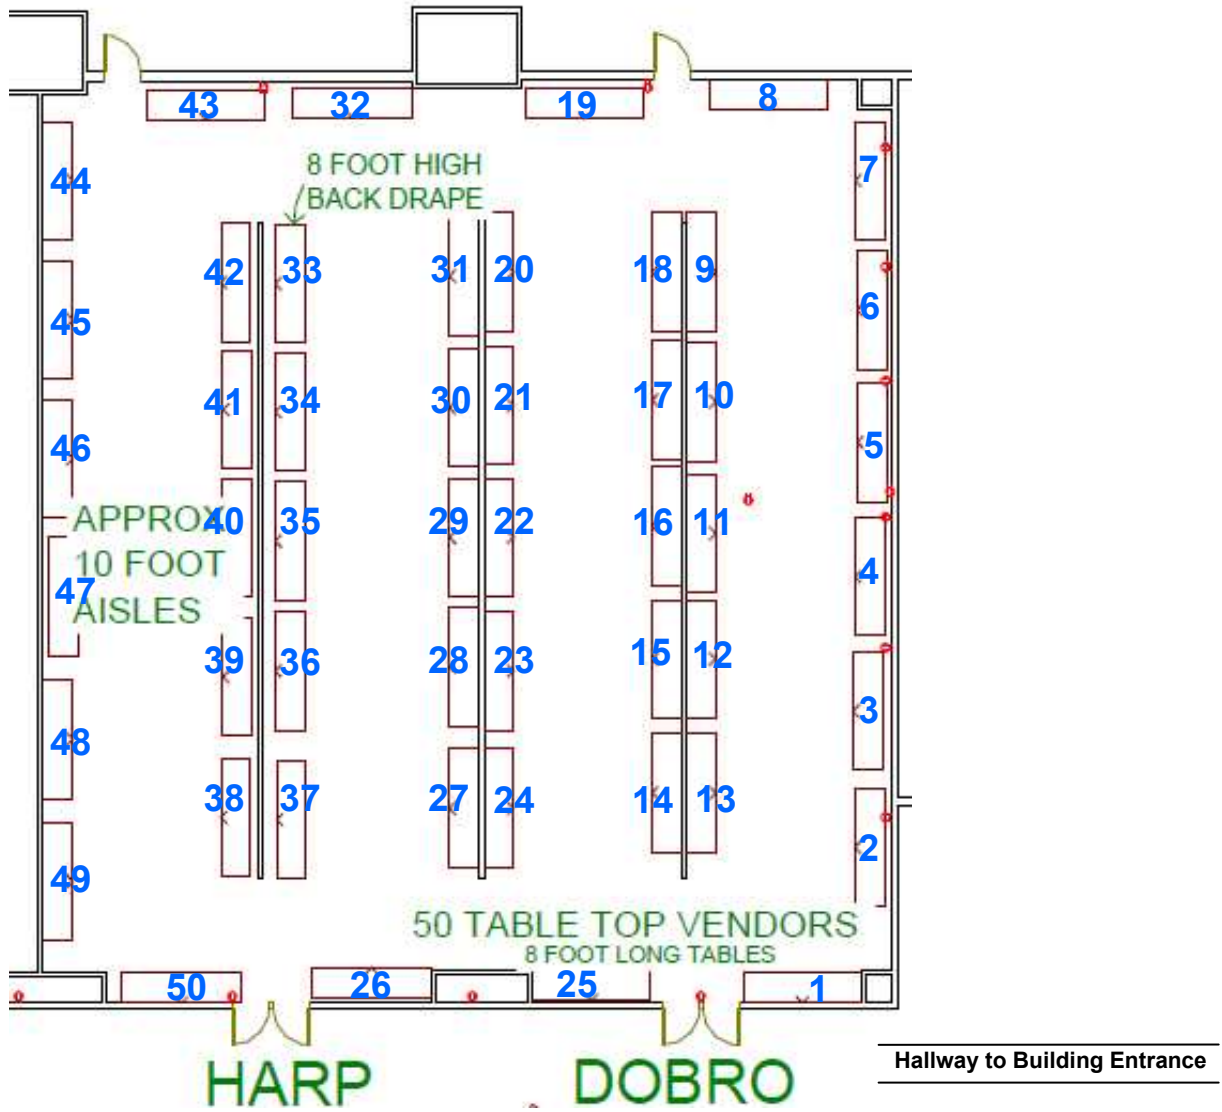 43 32 19 8
8 FOOT HIGH
BACK DRAPE
44 7
42 33 31 20 18 9
45 6
41 34 30 21 17 10
46 5
APPROX
40 35 29 22 16 11
10 FOOT
47 4
AISLES
39 36 28 23 15 12
48 3
38 37 27 24 14 13
49 2
50 TABLE TOP VENDORS
8 FOOT LONG TABLES
50 26 25 1
HARP DOBRO
Hallway to Building Entrance